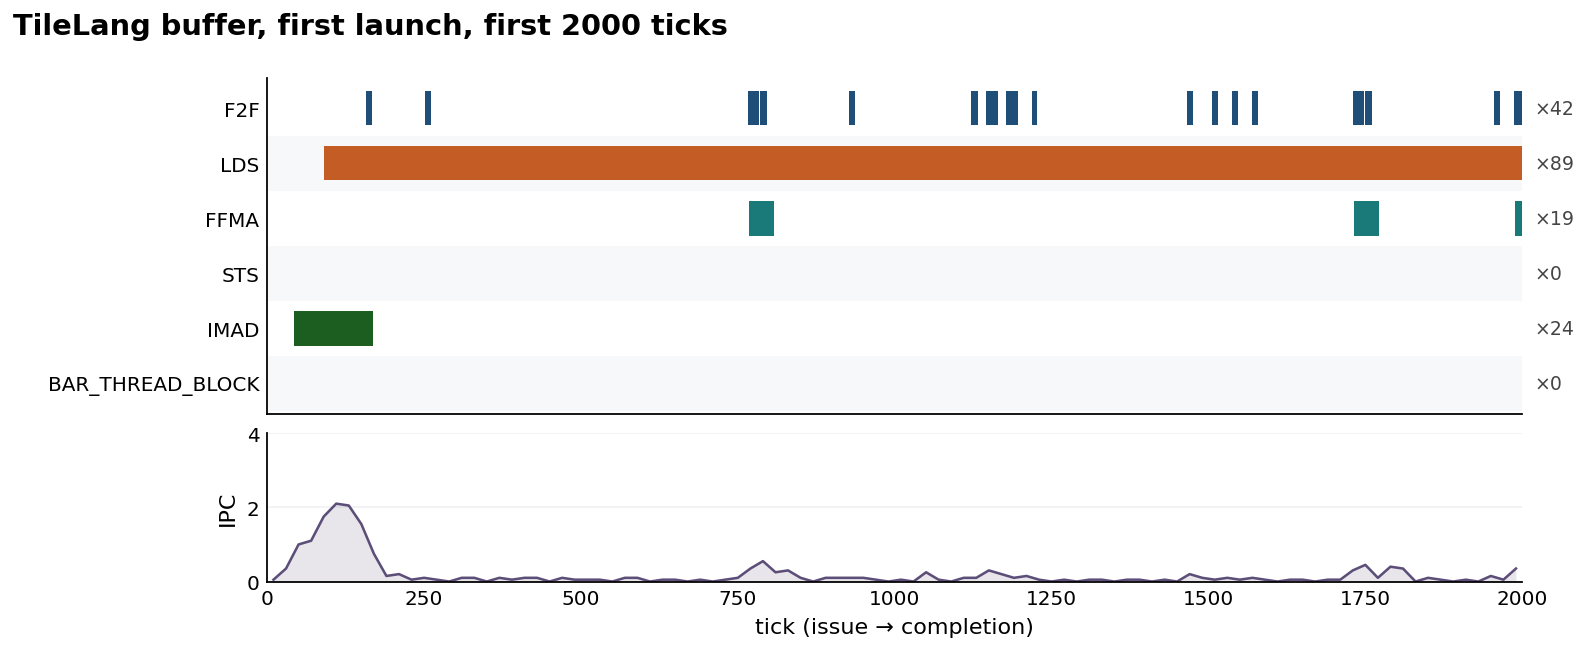 TileLang buffer, first launch, first 2000 ticks
F2F ×42
LDS ×89
FFMA ×19
STS ×0
IMAD ×24
BAR_THREAD_BLOCK ×0
4
2
0
IPC
0 250 500 750 1000 1250 1500 1750 2000
tick (issue → completion)